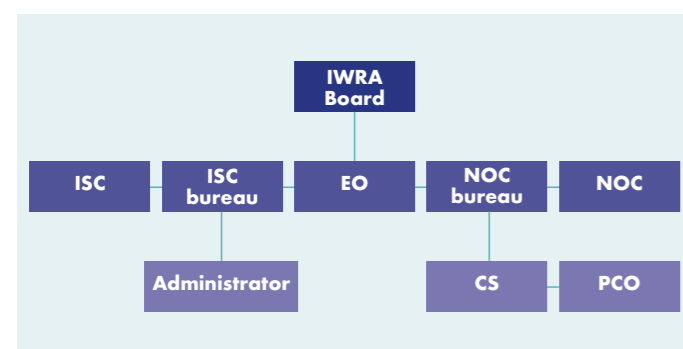 IWRA
Board
ISC
ISC
bureau
EO
NOC
bureau
NOC
Administrator
CS
PCO